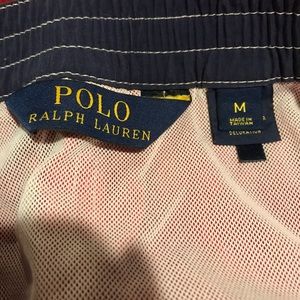 POLO
RALPH LAUREN
M
MADE IN
TAIWAN